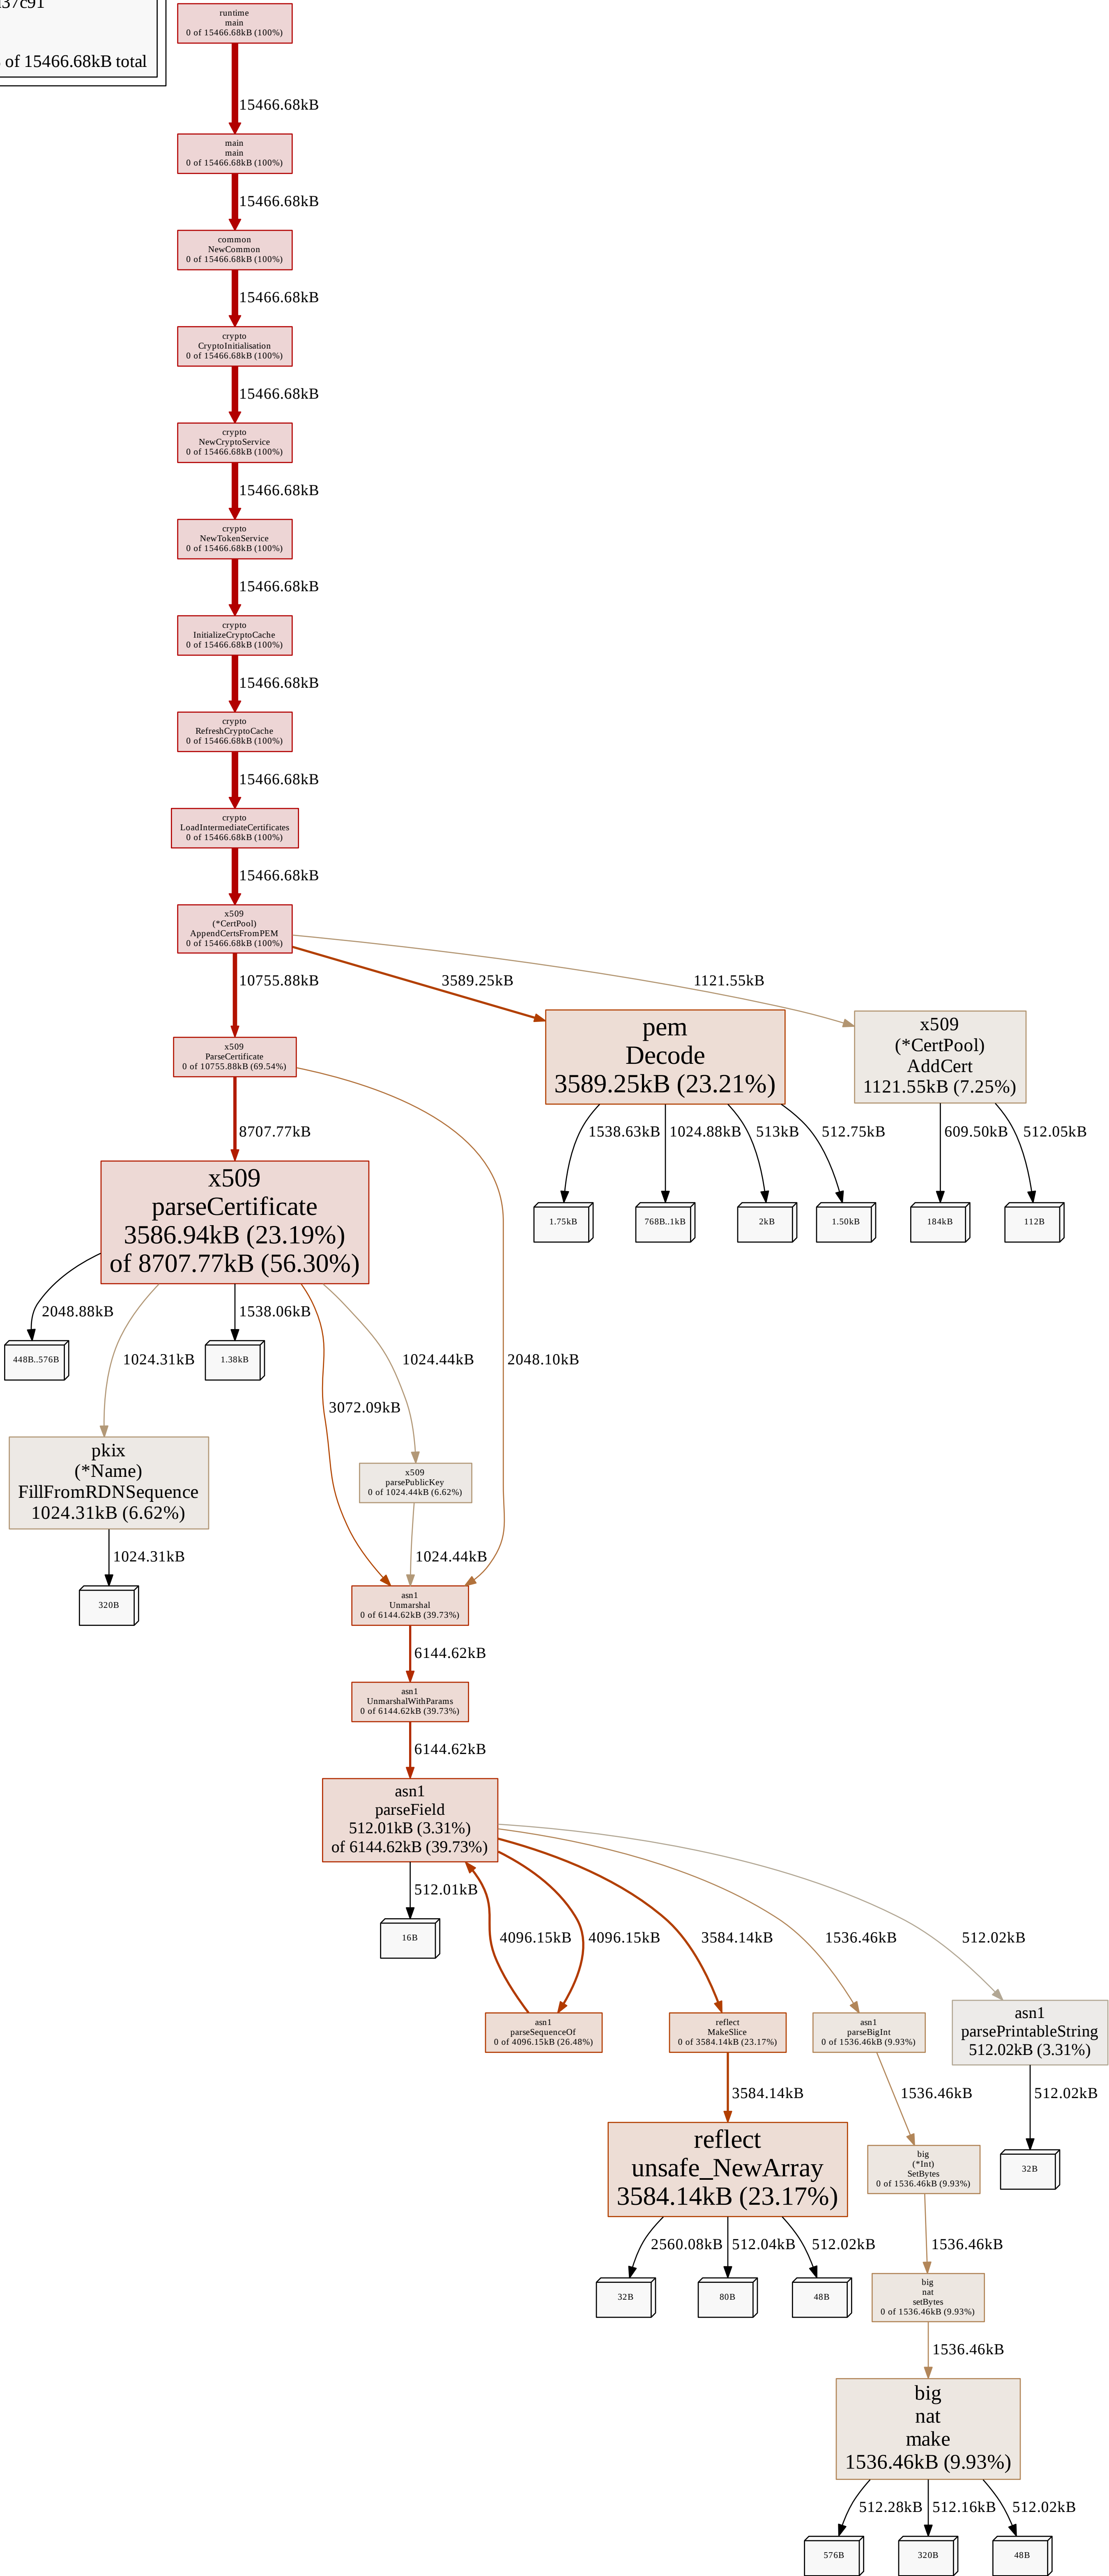 of 15466.68kB total
runtime
main
0 of 15466.68kB (100%)
15466.68kB
main
main
0 of 15466.68kB (100%)
15466.68kB
common
NewCommon
0 of 15466.68kB (100%)
15466.68kB
crypto
CryptoInitialisation
0 of 15466.68kB (100%)
15466.68kB
crypto
NewCryptoService
0 of 15466.68kB (100%)
15466.68kB
crypto
NewTokenService
0 of 15466.68kB (100%)
15466.68kB
crypto
InitializeCryptoCache
0 of 15466.68kB (100%)
15466.68kB
crypto
RefreshCryptoCache
0 of 15466.68kB (100%)
15466.68kB
crypto
LoadIntermediateCertificates
0 of 15466.68kB (100%)
15466.68kB
x509
(*CertPool)
AppendCertsFromPEM
0 of 15466.68kB (100%)
10755.88kB
3589.25kB
1121.55kB
x509
ParseCertificate
0 of 10755.88kB (69.54%)
pem
Decode
3589.25kB (23.21%)
x509
(*CertPool)
AddCert
1121.55kB (7.25%)
8707.77kB
1538.63kB
1024.88kB
513kB
512.75kB
609.50kB
512.05kB
x509
parseCertificate
3586.94kB (23.19%)
of 8707.77kB (56.30%)
1.75kB
768B..1kB
2kB
1.50kB
184kB
112B
2048.88kB
1024.31kB
1538.06kB
3072.09kB
1024.44kB
2048.10kB
448B..576B
1.38kB
pkix
(*Name)
FillFromRDNSequence
1024.31kB (6.62%)
x509
parsePublicKey
0 of 1024.44kB (6.62%)
1024.31kB
1024.44kB
320B
asn1
Unmarshal
0 of 6144.62kB (39.73%)
6144.62kB
asn1
UnmarshalWithParams
0 of 6144.62kB (39.73%)
6144.62kB
asn1
parseField
512.01kB (3.31%)
of 6144.62kB (39.73%)
512.01kB
4096.15kB
4096.15kB
3584.14kB
1536.46kB
512.02kB
16B
asn1
parseSequenceOf
0 of 4096.15kB (26.48%)
reflect
MakeSlice
0 of 3584.14kB (23.17%)
asn1
parseBigInt
0 of 1536.46kB (9.93%)
asn1
parsePrintableString
512.02kB (3.31%)
3584.14kB
1536.46kB
512.02kB
reflect
unsafe_NewArray
3584.14kB (23.17%)
big
(*Int)
SetBytes
0 of 1536.46kB (9.93%)
32B
2560.08kB
512.04kB
512.02kB
1536.46kB
32B
80B
48B
big
nat
setBytes
0 of 1536.46kB (9.93%)
1536.46kB
big
nat
make
1536.46kB (9.93%)
512.28kB
512.16kB
512.02kB
576B
320B
48B